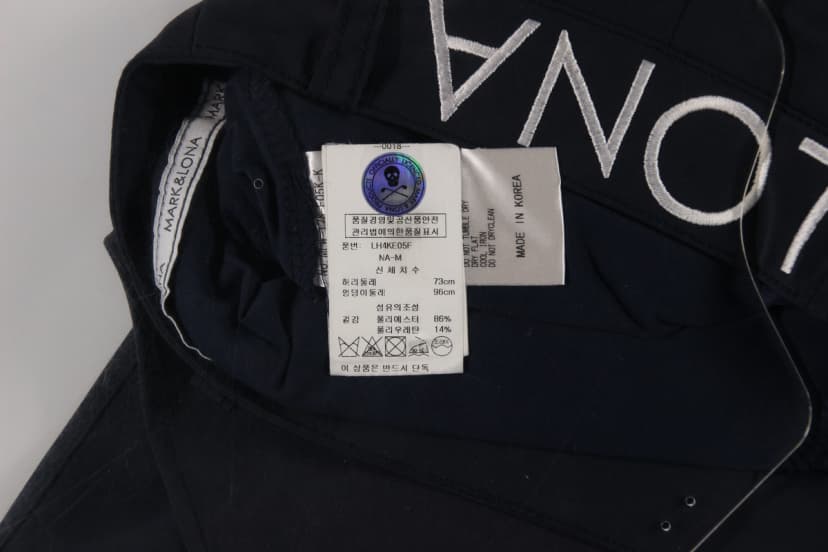 LONA
MARK&LONA
MARK
---0018---
품질경영및공산품안전
관리법에의한품질표시
품번: LH4KE05F
NA-M
신체치수
허리둘레 73cm
엉덩이둘레 96cm
섬유의조성
겉감 폴리에스터 86%
폴리우레탄 14%
이 상품은 반드시 단독
DO NOT TUMBLE DRY
DRY FLAT
COOL IRON
DO NOT DRYCLEAN
MADE IN KOREA